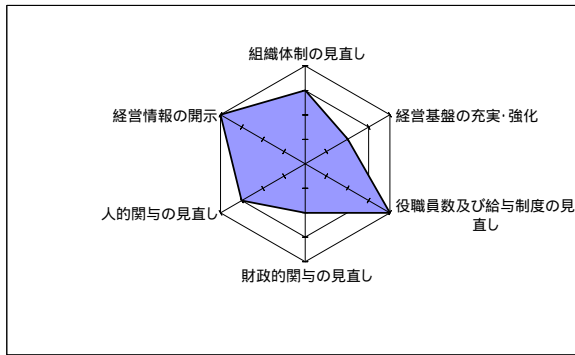 組織体制の見直し
経営情報の開示
経営基盤の充実・強化
人的関与の見直し
役職員数及び給与制度の見
直し
財政的関与の見直し